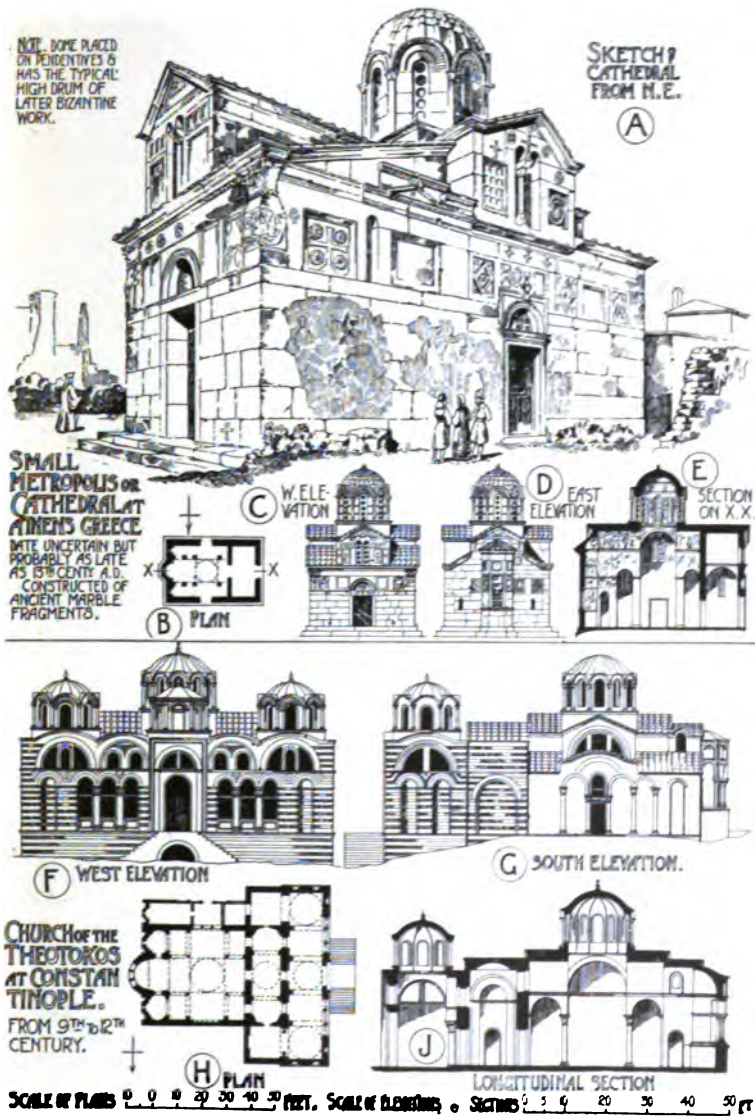 NOTE. DOME PLACED
ON PENDENTIVES &
HAS THE TYPICAL
HIGH DRUM OF
LATER BYZANTINE
WORK.
SKETCH OF
CATHEDRAL
FROM N.E.
A
SMALL
METROPOLIS OR
CATHEDRAL AT
ATHENS GREECE
DATE UNCERTAIN BUT
PROBABLY AS LATE
AS 13TH CENTY A.D.
CONSTRUCTED OF
ANCIENT MARBLE
FRAGMENTS.
X X
B PLAN
C W. ELE-
VATION
D EAST
ELEVATION
E SECTION
ON X.X.
F WEST ELEVATION
G SOUTH ELEVATION.
CHURCH OF THE
THEOTOKOS
AT CONSTAN
TINOPLE.
FROM 9TH TO 12TH
CENTURY.
H PLAN
J
LONGITUDINAL SECTION
SCALE OF PLANS 10 0 10 20 30 40 50 FEET. SCALE OF ELEVATIONS & SECTIONS 0 5 10 20 30 40 50 FT.